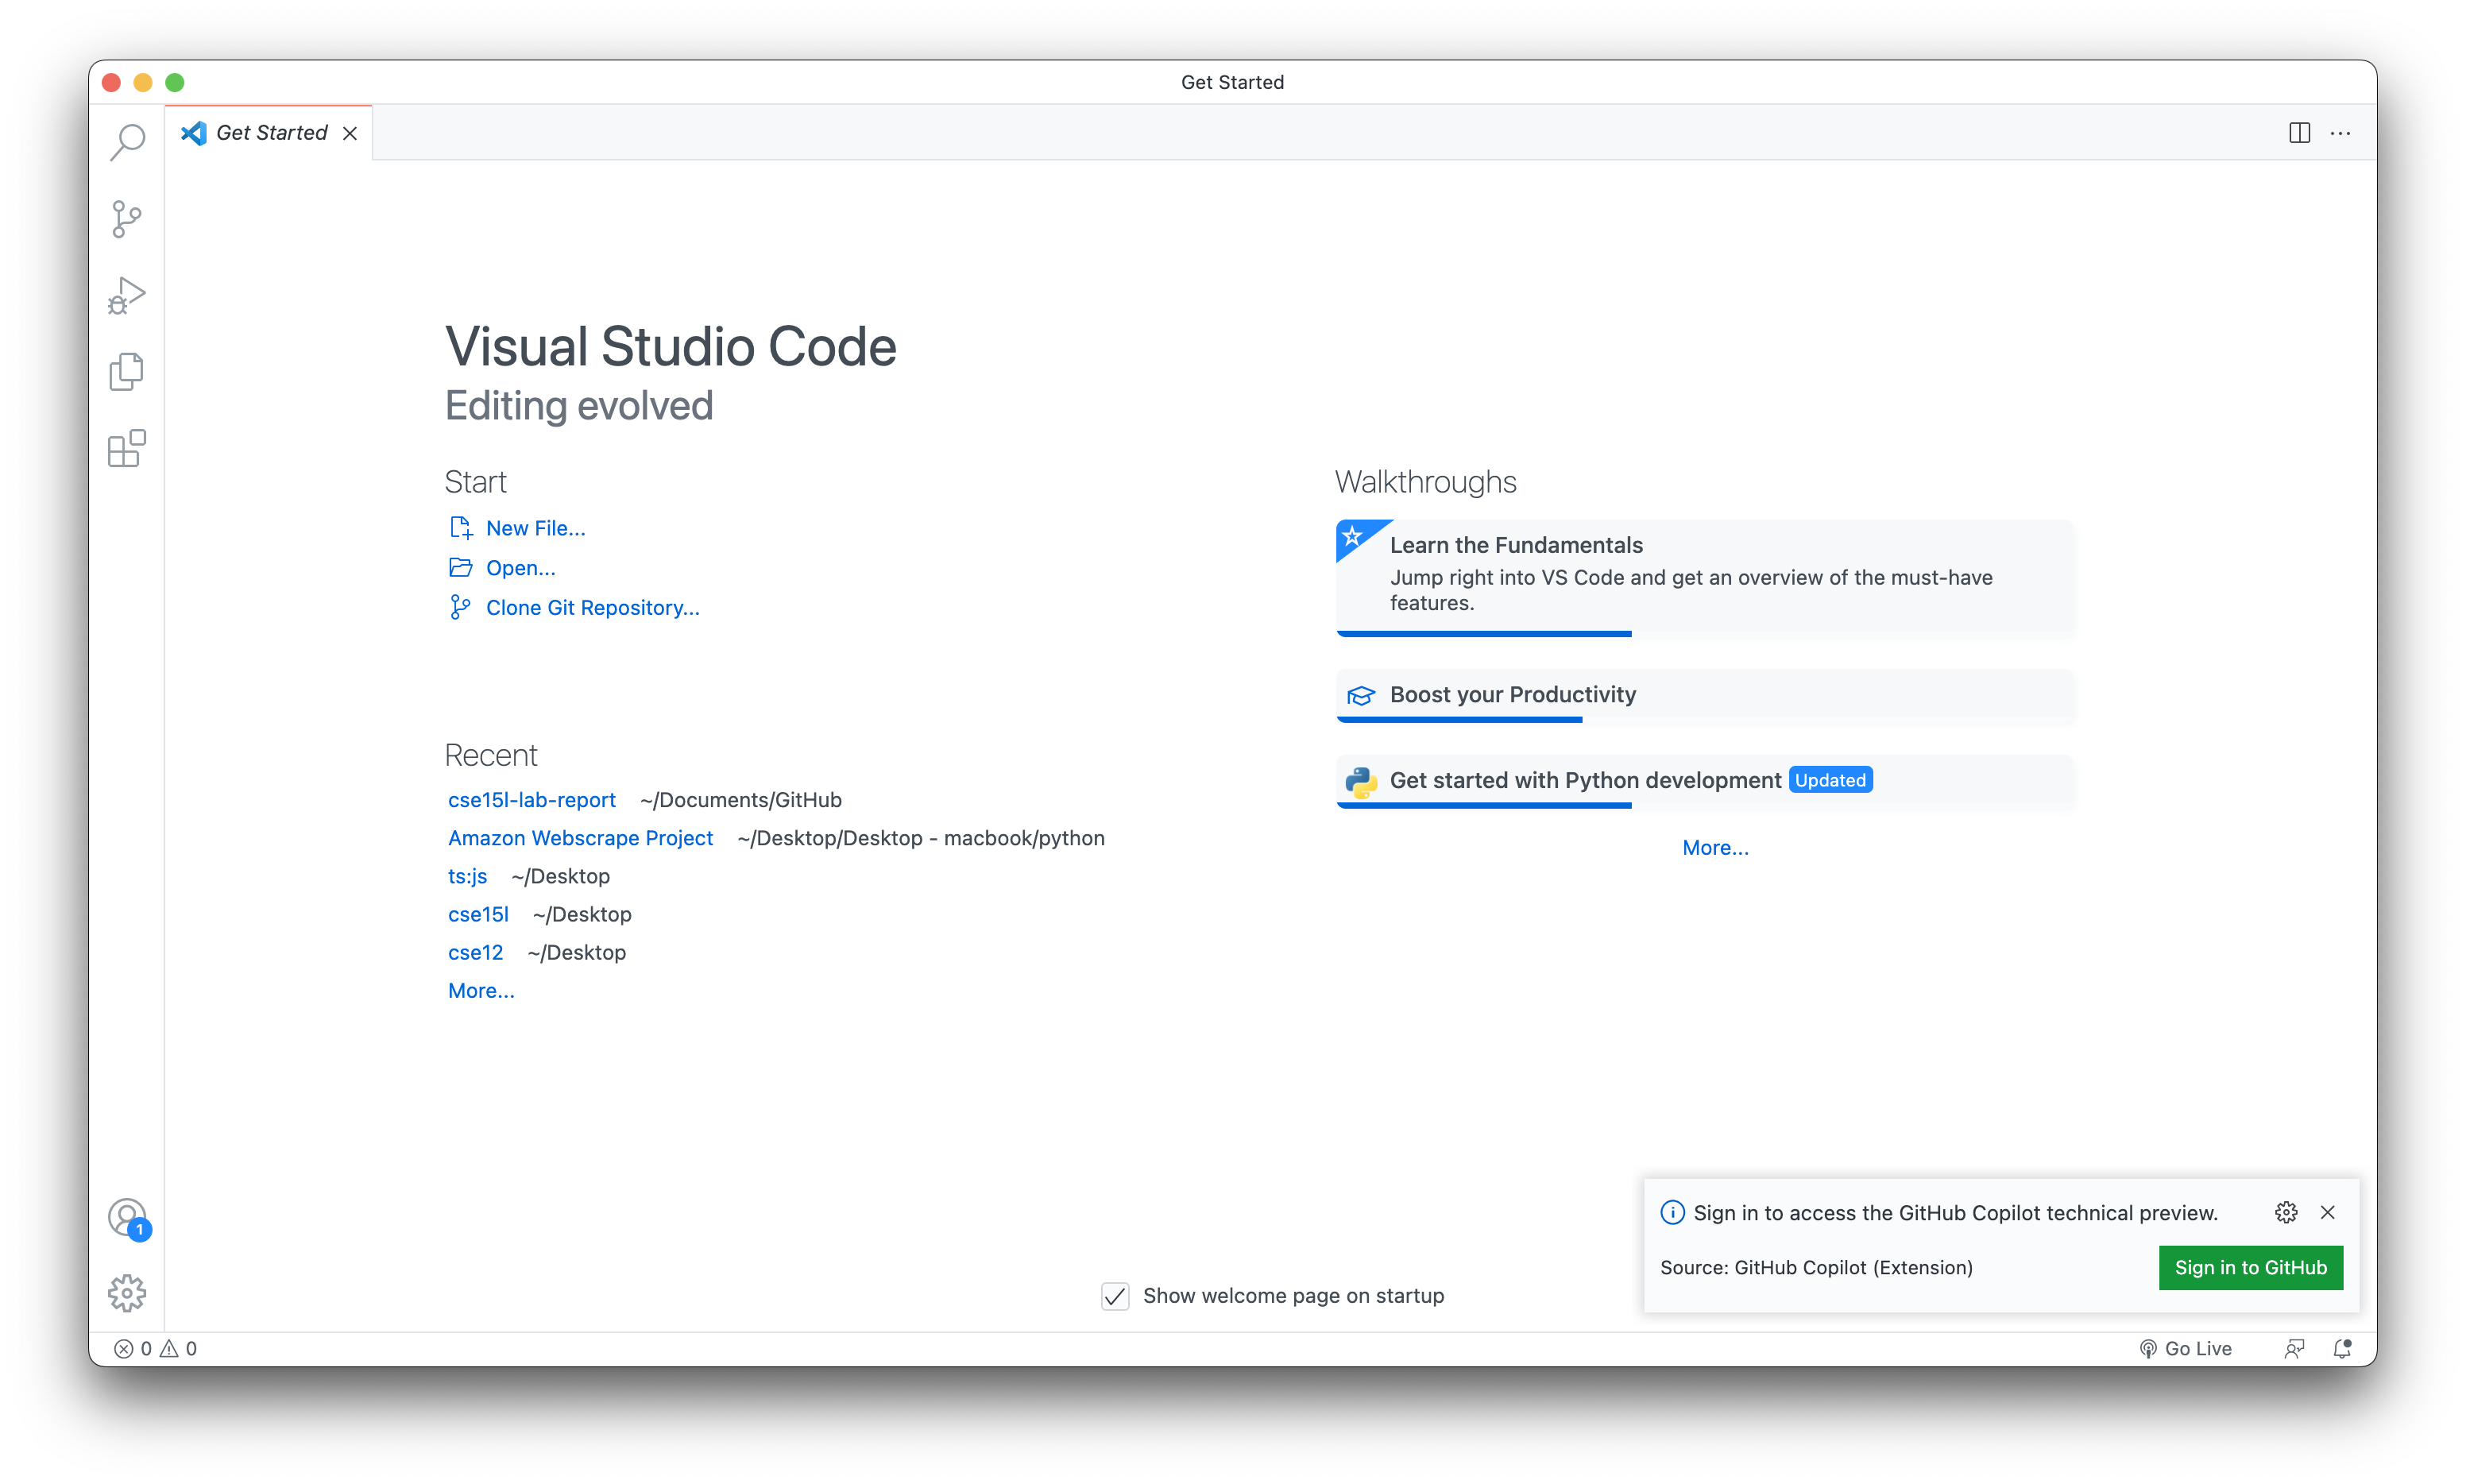 Get Started
Get Started
Visual Studio Code
Editing evolved
Start
New File...
Open...
Clone Git Repository...
Recent
cse15l-lab-report ~/Documents/GitHub
Amazon Webscrape Project ~/Desktop/Desktop - macbook/python
ts:js ~/Desktop
cse15l ~/Desktop
cse12 ~/Desktop
More...
Walkthroughs
Learn the Fundamentals
Jump right into VS Code and get an overview of the must-have
features.
Boost your Productivity
Get started with Python development Updated
More...
Sign in to access the GitHub Copilot technical preview.
Source: GitHub Copilot (Extension) Sign in to GitHub
1
Show welcome page on startup
0 0 Go Live